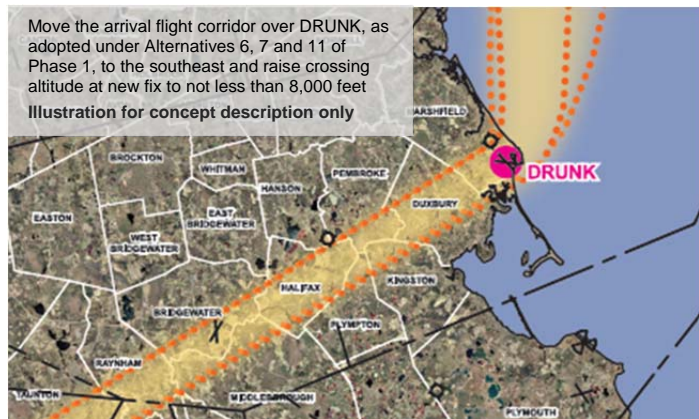 Move the arrival flight corridor over DRUNK, as
adopted under Alternatives 6, 7 and 11 of
Phase 1, to the southeast and raise crossing
altitude at new fix to not less than 8,000 feet
Illustration for concept description only
MARSHFIELD
BROCKTON
WHITMAN
PEMBROKE
HANSON
DRUNK
EASTON
DUXBURY
EAST
BRIDGEWATER
WEST
BRIDGEWATER
KINGSTON
HALIFAX
BRIDGEWATER
PLYMPTON
RAYNHAM
TAUNTON
MIDDLEBOROUGH
PLYMOUTH